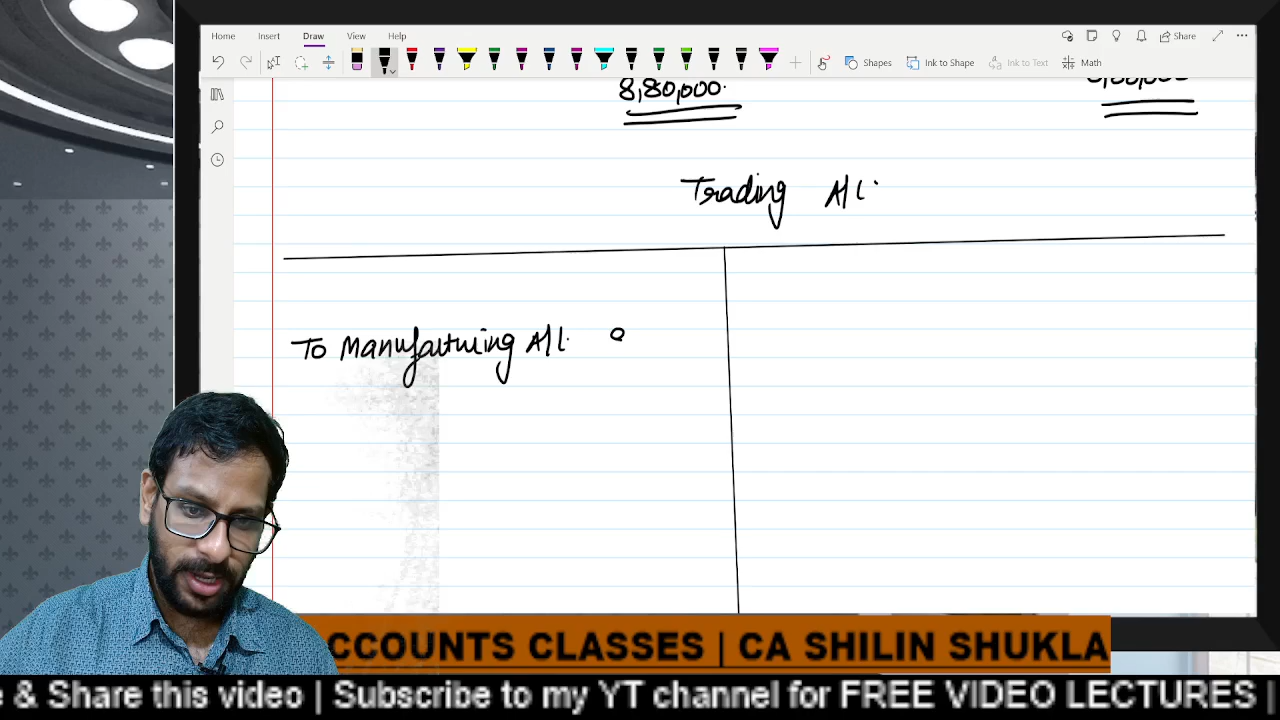 Home Insert Draw View Help
Share
Shapes Ink to Shape Ink to Text Math
8,80,000.
Trading A/c.
To Manufacturing A/c.
CCOUNTS CLASSES | CA SHILIN SHUKLA
e & Share this video | Subscribe to my YT channel for FREE VIDEO LECTURES |